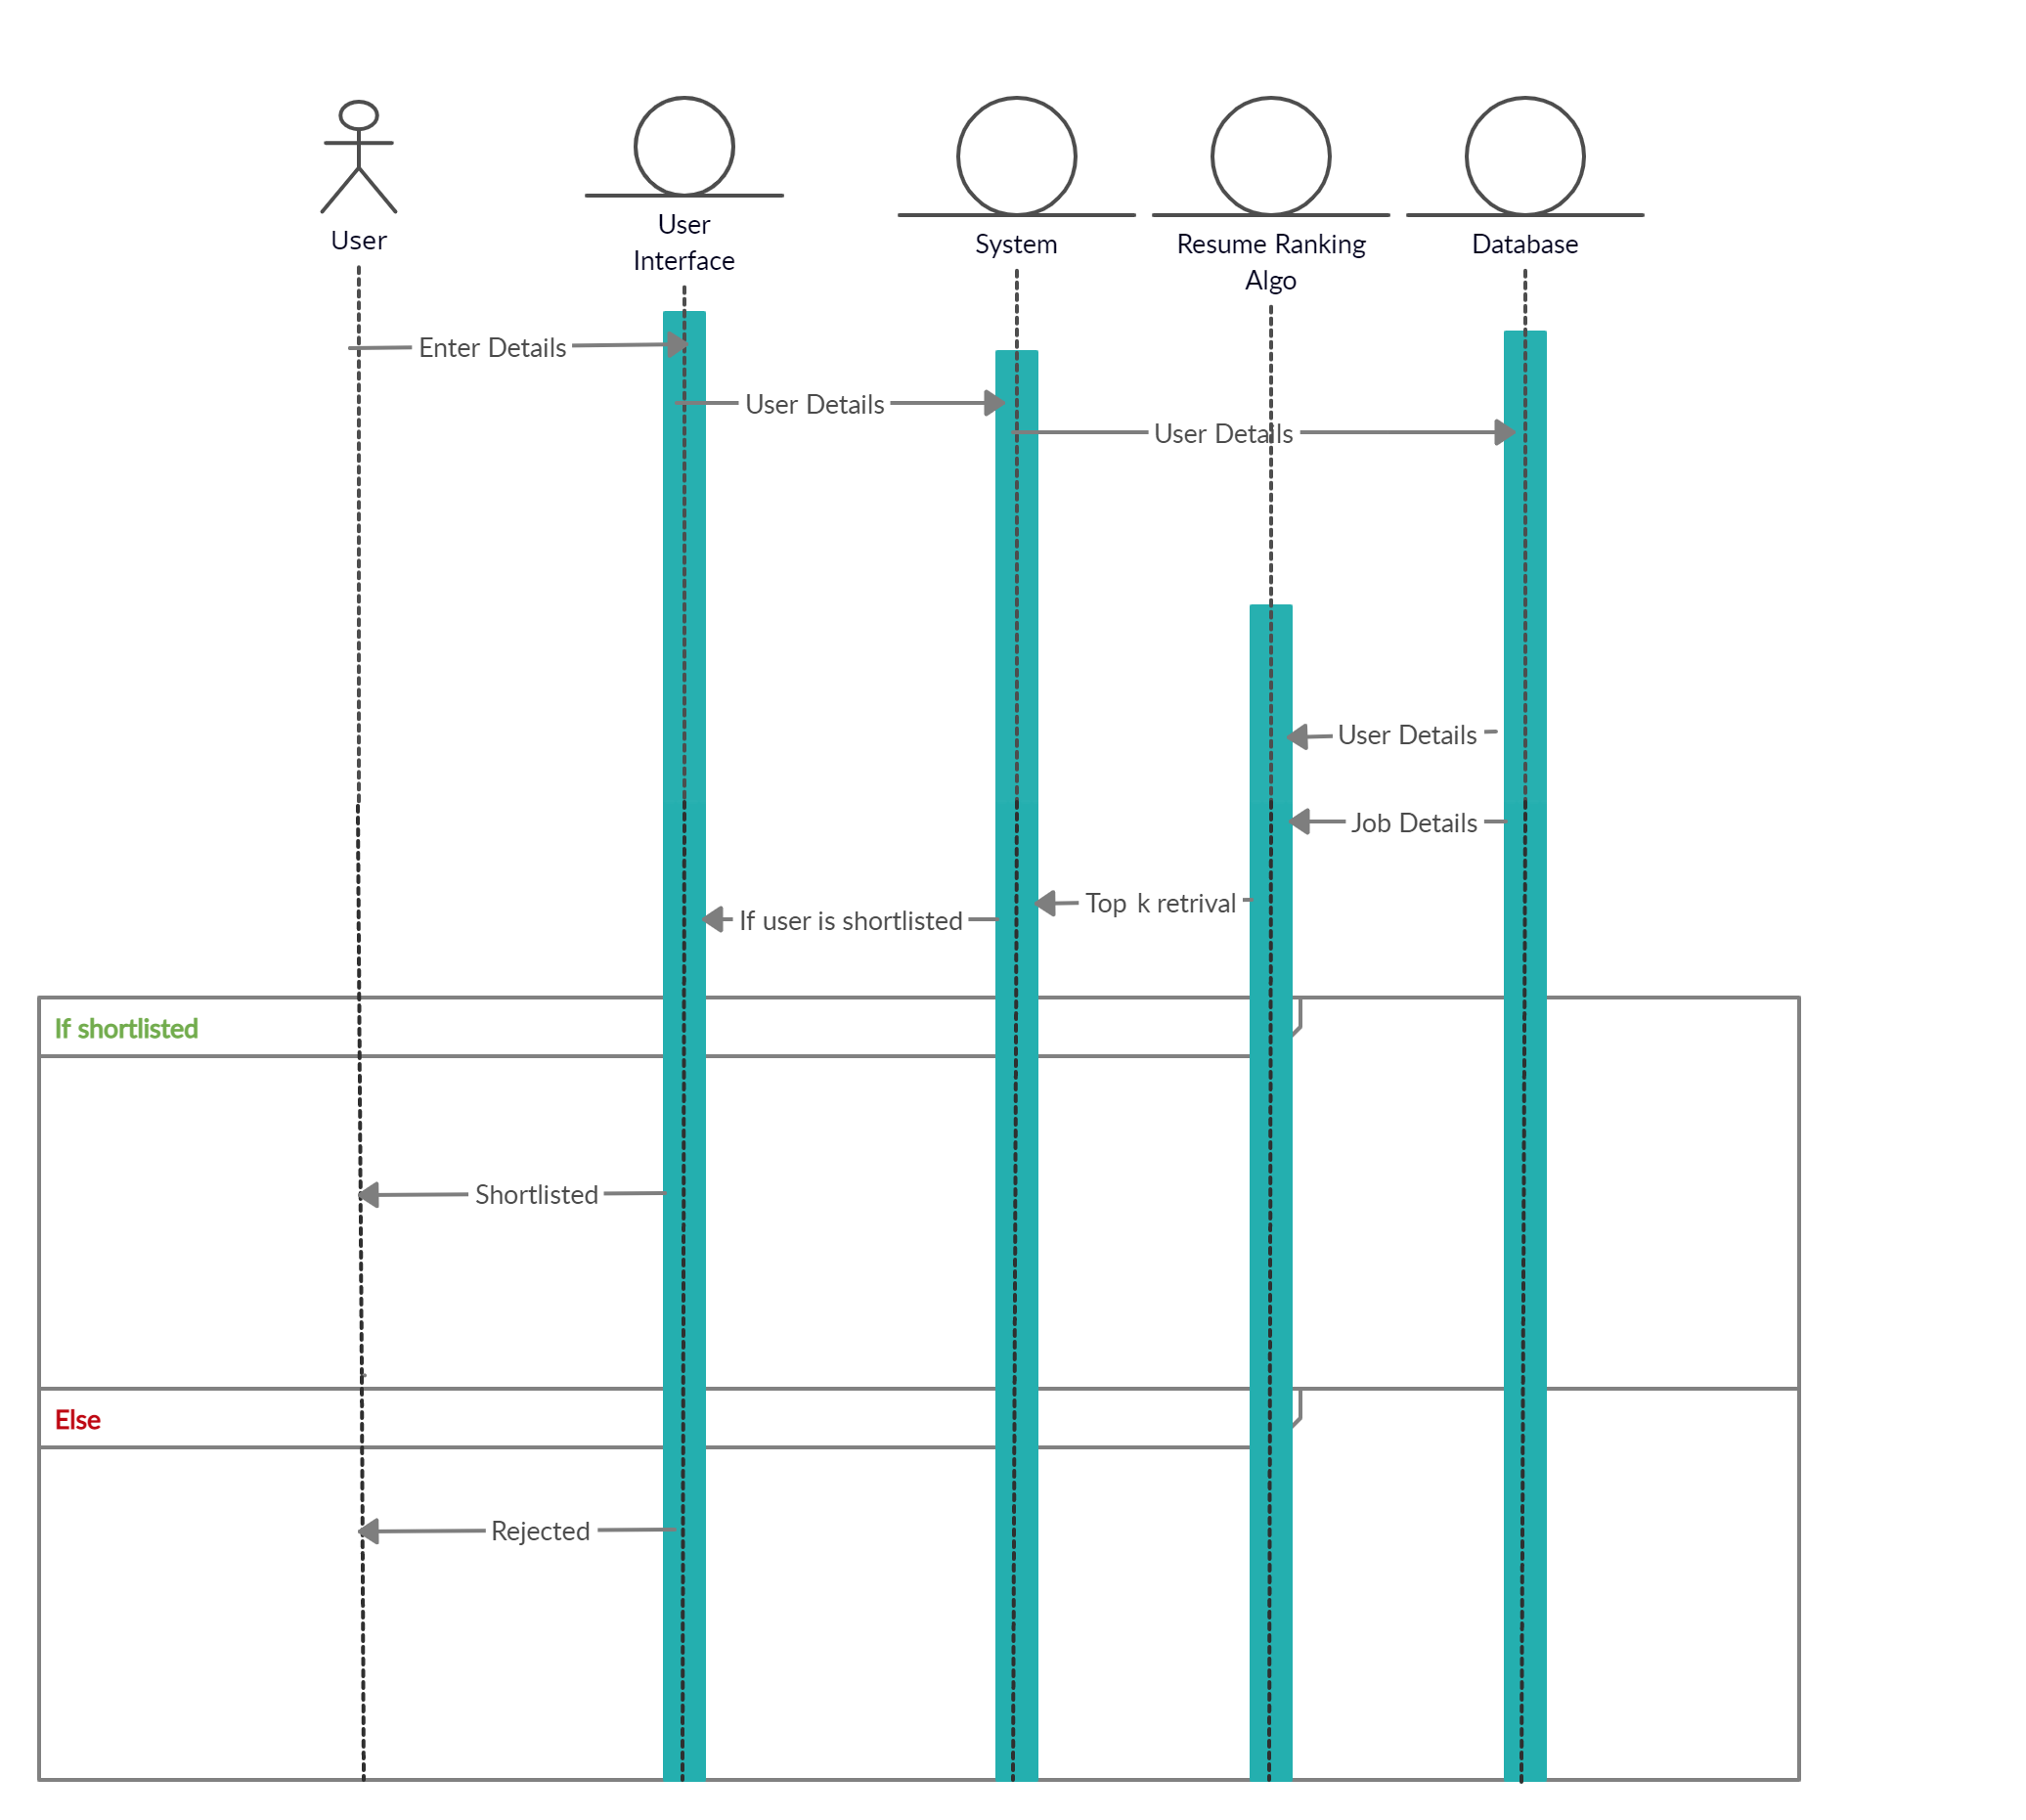 User
User
Interface
System
Resume Ranking
Algo
Database
Enter Details
User Details
User Details
User Details
Job Details
Top k retrival
If user is shortlisted
If shortlisted
Shortlisted
Else
Rejected